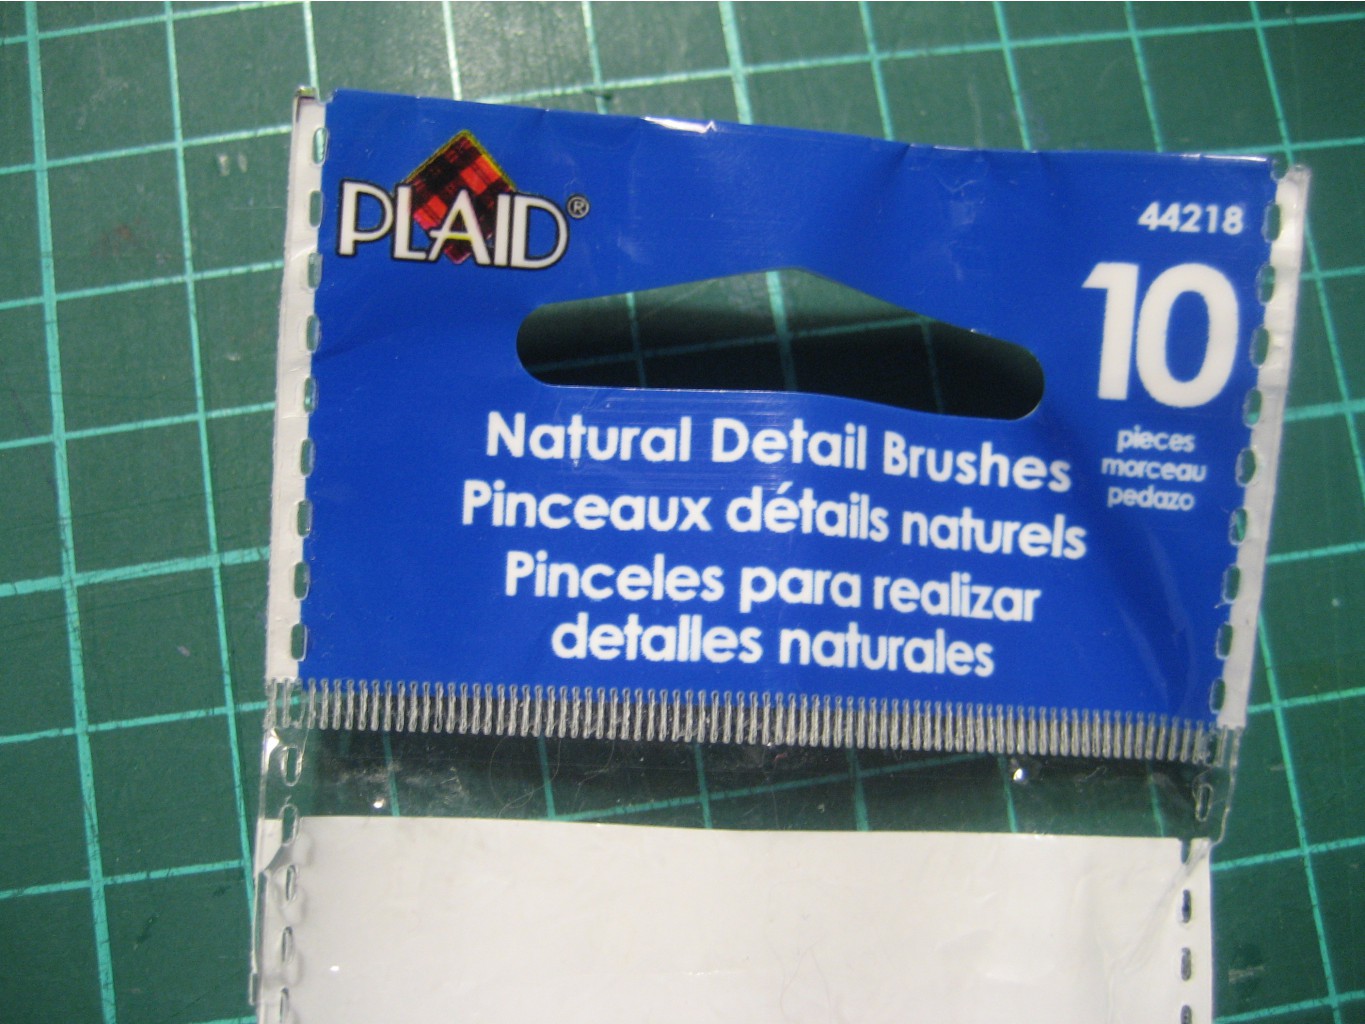 PLAID®
44218
10
pieces
morceau
pedazo
Natural Detail Brushes
Pinceaux détails naturels
Pinceles para realizar
detalles naturales